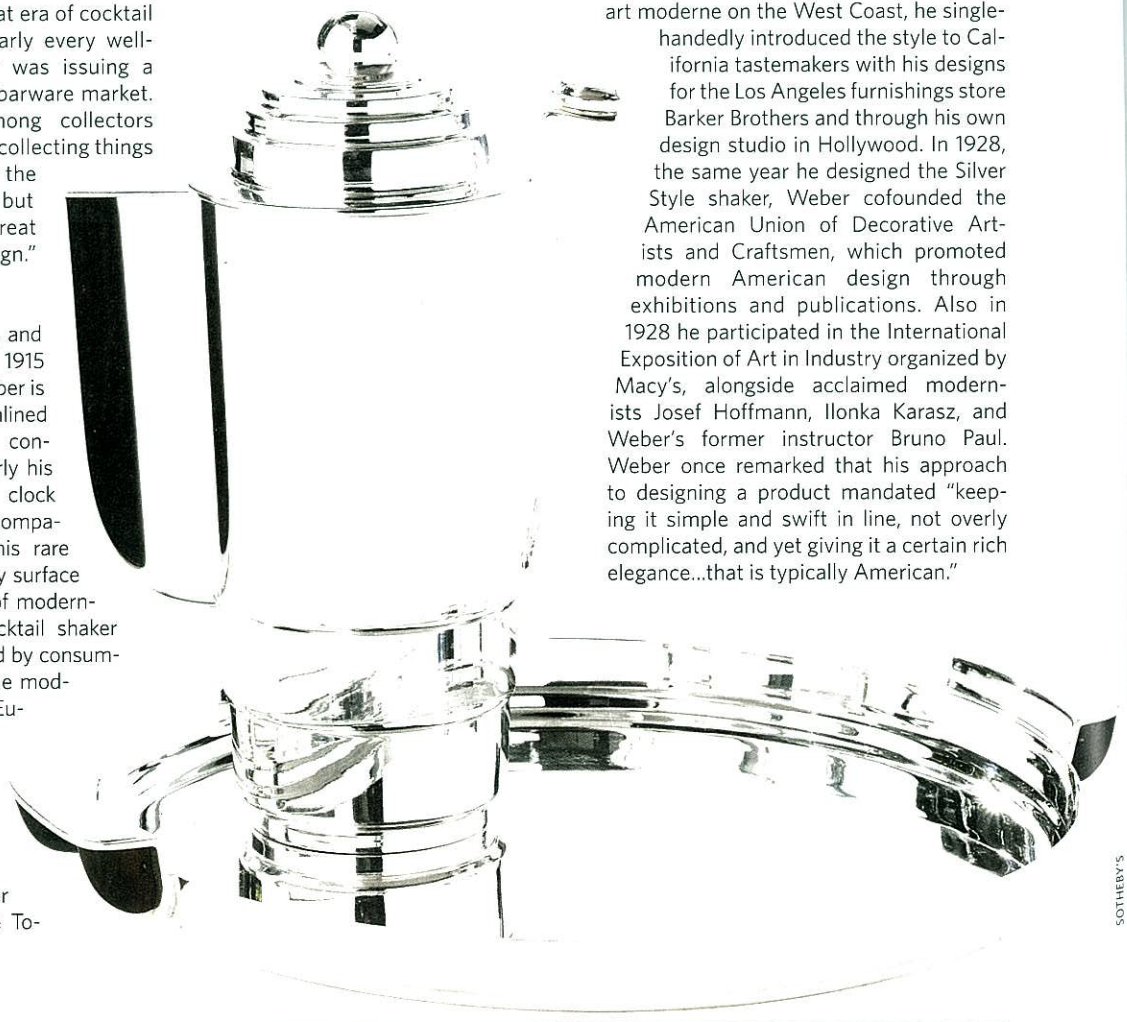 at era of cocktail
arly every well-
was issuing a
barware market.
nong collectors
collecting things
the
but
reat
gn."
and
1915
ber is
lined
con-
rly his
clock
ompa-
his rare
y surface
of modern-
cktail shaker
d by consum-
e mod-
Eu-
r
To-
art moderne on the West Coast, he single-
handedly introduced the style to Cal-
ifornia tastemakers with his designs
for the Los Angeles furnishings store
Barker Brothers and through his own
design studio in Hollywood. In 1928,
the same year he designed the Silver
Style shaker, Weber cofounded the
American Union of Decorative Art-
ists and Craftsmen, which promoted
modern American design through
exhibitions and publications. Also in
1928 he participated in the International
Exposition of Art in Industry organized by
Macy's, alongside acclaimed modern-
ists Josef Hoffmann, Ilonka Karasz, and
Weber's former instructor Bruno Paul.
Weber once remarked that his approach
to designing a product mandated "keep-
ing it simple and swift in line, not overly
complicated, and yet giving it a certain rich
elegance...that is typically American."
SOTHEBY'S